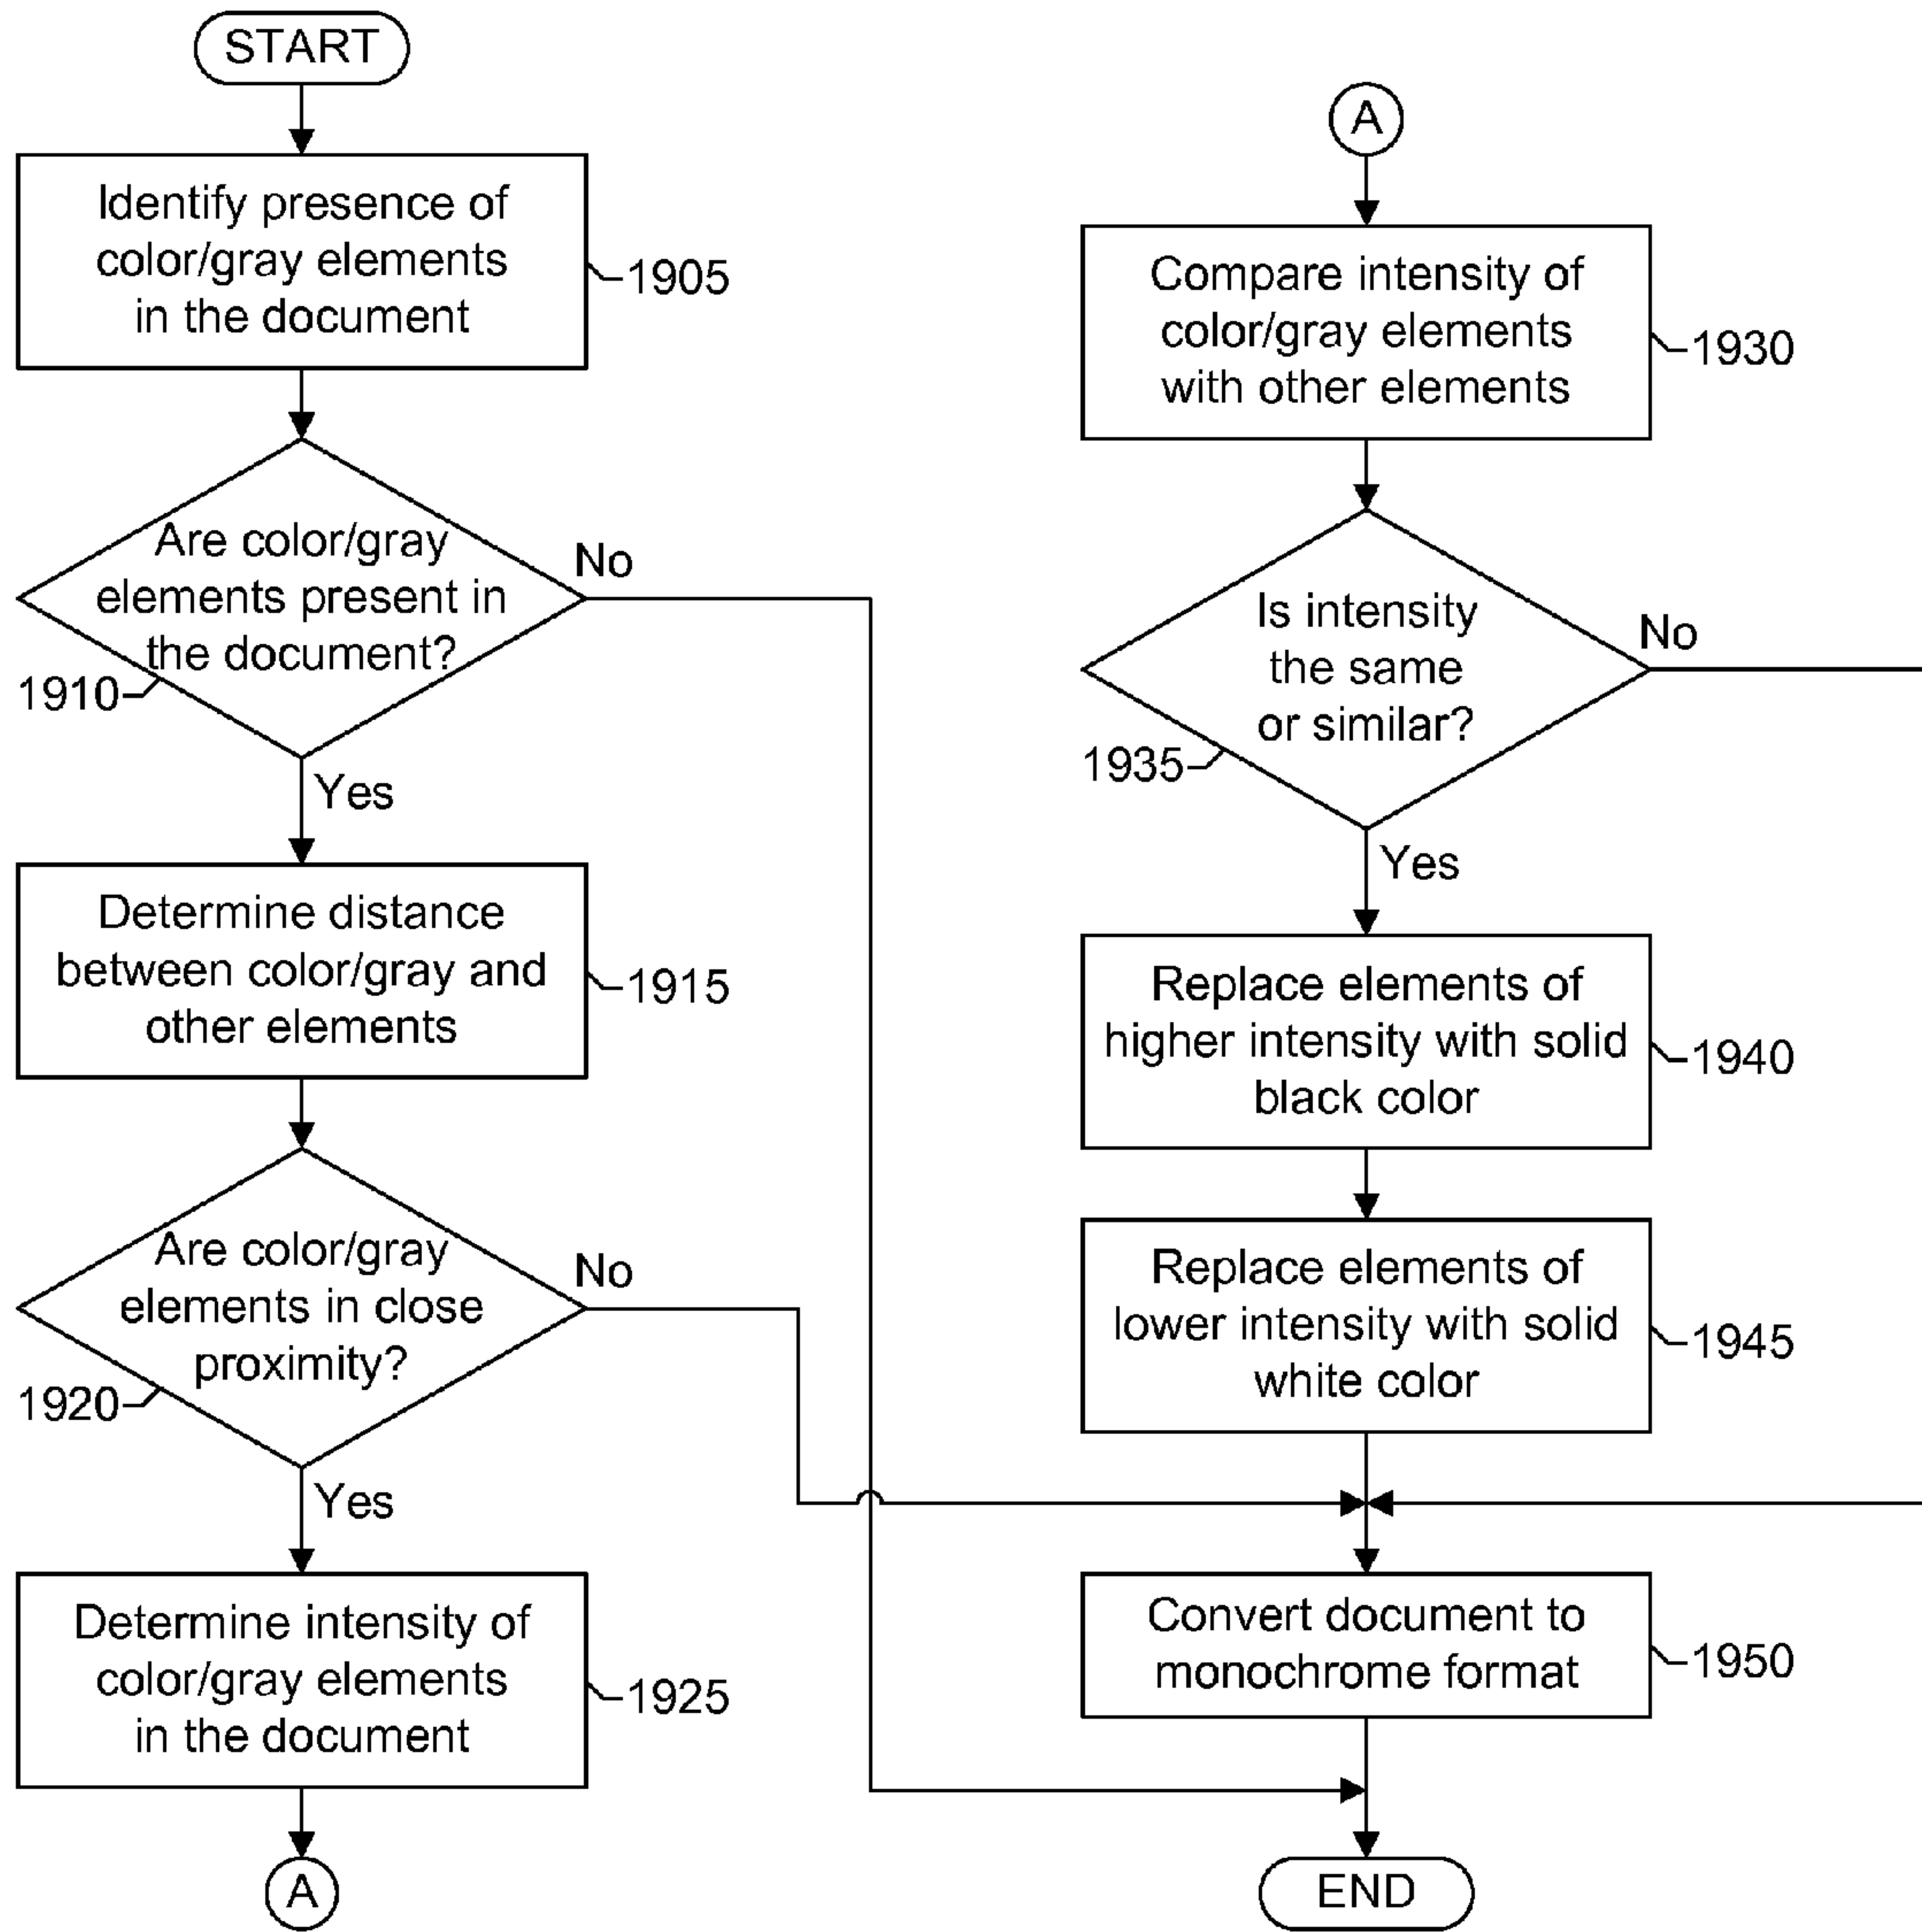 START
Identify presence of
color/gray elements
in the document
1905
Are color/gray
elements present in
the document?
1910
No
Yes
Determine distance
between color/gray and
other elements
1915
Are color/gray
elements in close
proximity?
1920
No
Yes
Determine intensity of
color/gray elements
in the document
1925
A
A
Compare intensity of
color/gray elements
with other elements
1930
Is intensity
the same
or similar?
1935
No
Yes
Replace elements of
higher intensity with solid
black color
1940
Replace elements of
lower intensity with solid
white color
1945
Convert document to
monochrome format
1950
END